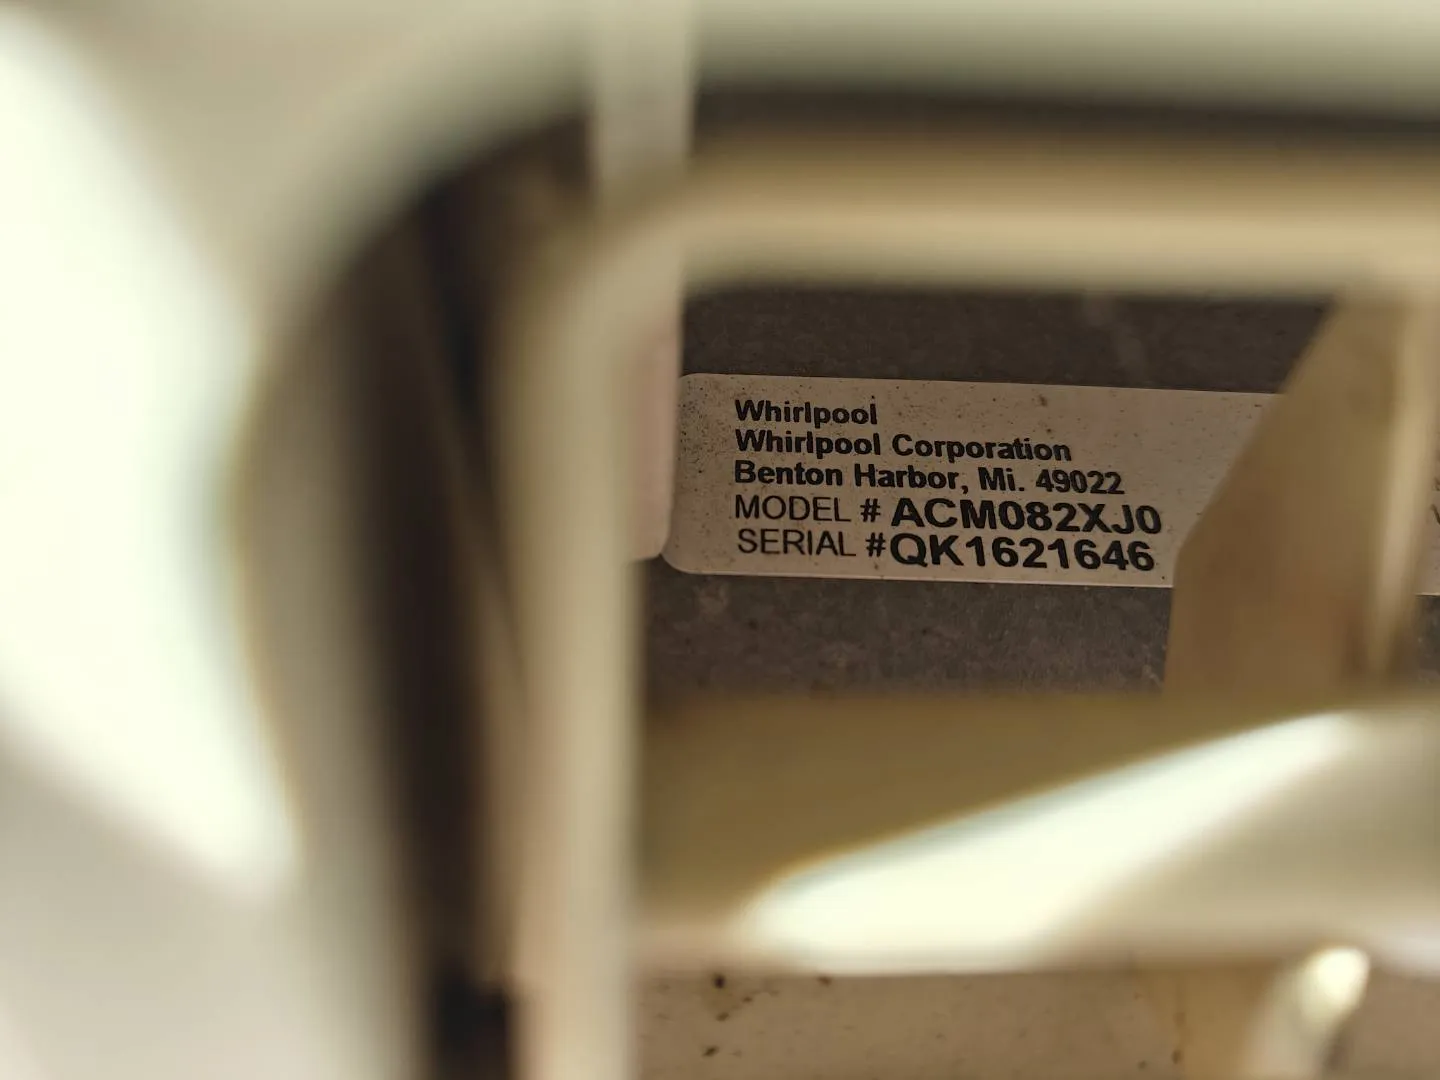 Whirlpool
Whirlpool Corporation
Benton Harbor, Mi. 49022
MODEL # ACM082XJ0
SERIAL #QK1621646